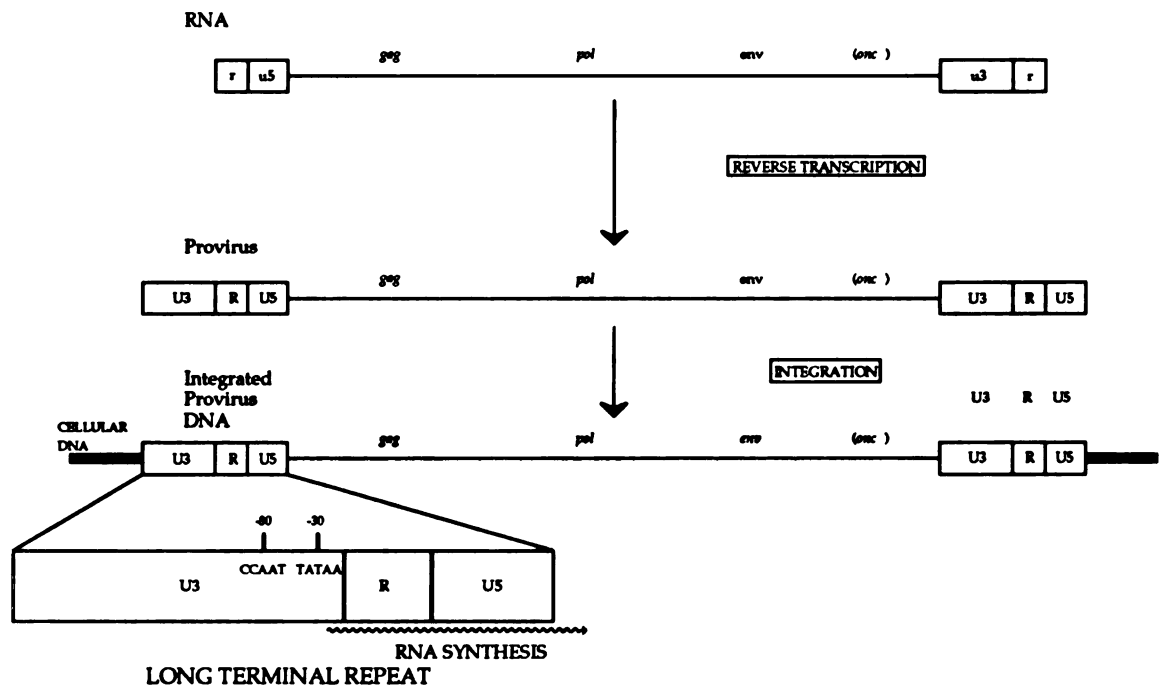 RNA
gag pol env (onc )
r u5 u3 r
REVERSE TRANSCRIPTION
Provirus
gag pol env (onc )
U3 R U5 U3 R U5
INTEGRATION
Integrated
Provirus
DNA
U3 R U5
CELLULAR
DNA
gag pol env (onc )
U3 R U5 U3 R U5
-80 -30
CCAAT TATAA
U3 R U5
RNA SYNTHESIS
LONG TERMINAL REPEAT